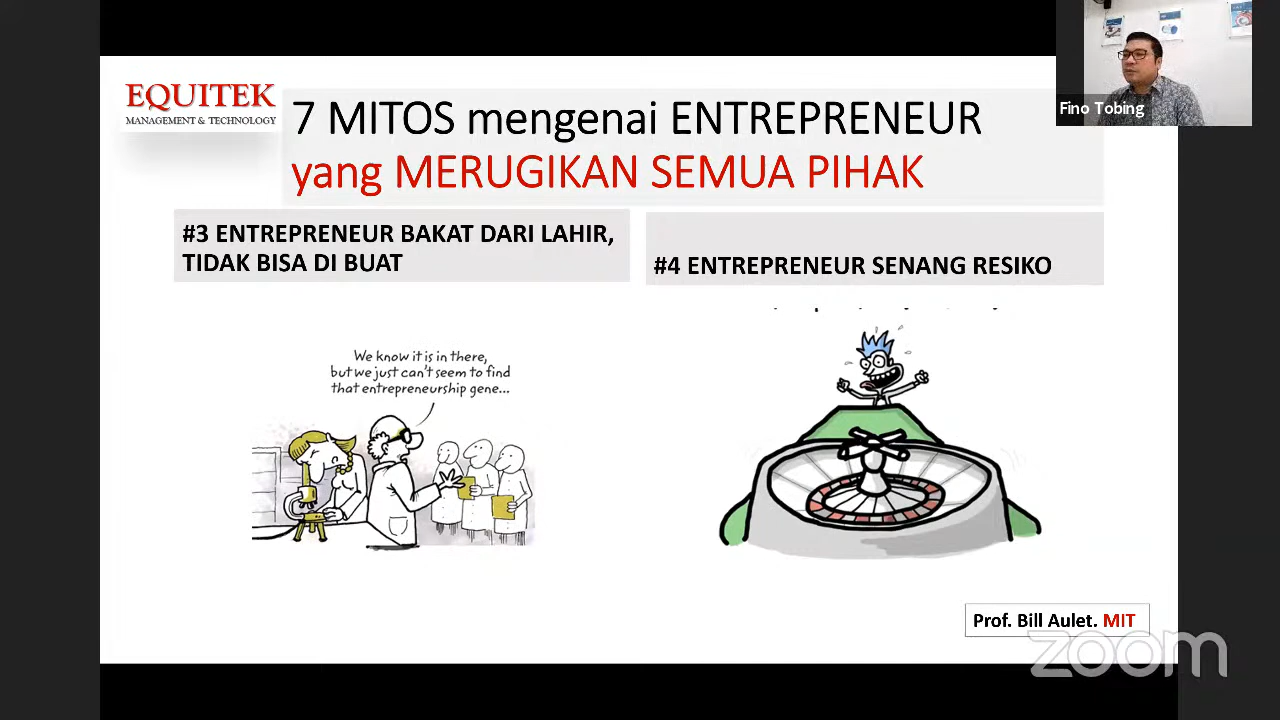 EQUITEK
MANAGEMENT & TECHNOLOGY
7 MITOS mengenai ENTREPRENEUR
yang MERUGIKAN SEMUA PIHAK
Fino Tobing
#3 ENTREPRENEUR BAKAT DARI LAHIR,
TIDAK BISA DI BUAT
#4 ENTREPRENEUR SENANG RESIKO
We know it is in there,
but we just can't seem to find
that entrepreneurship gene...
Prof. Bill Aulet. MIT
zoom